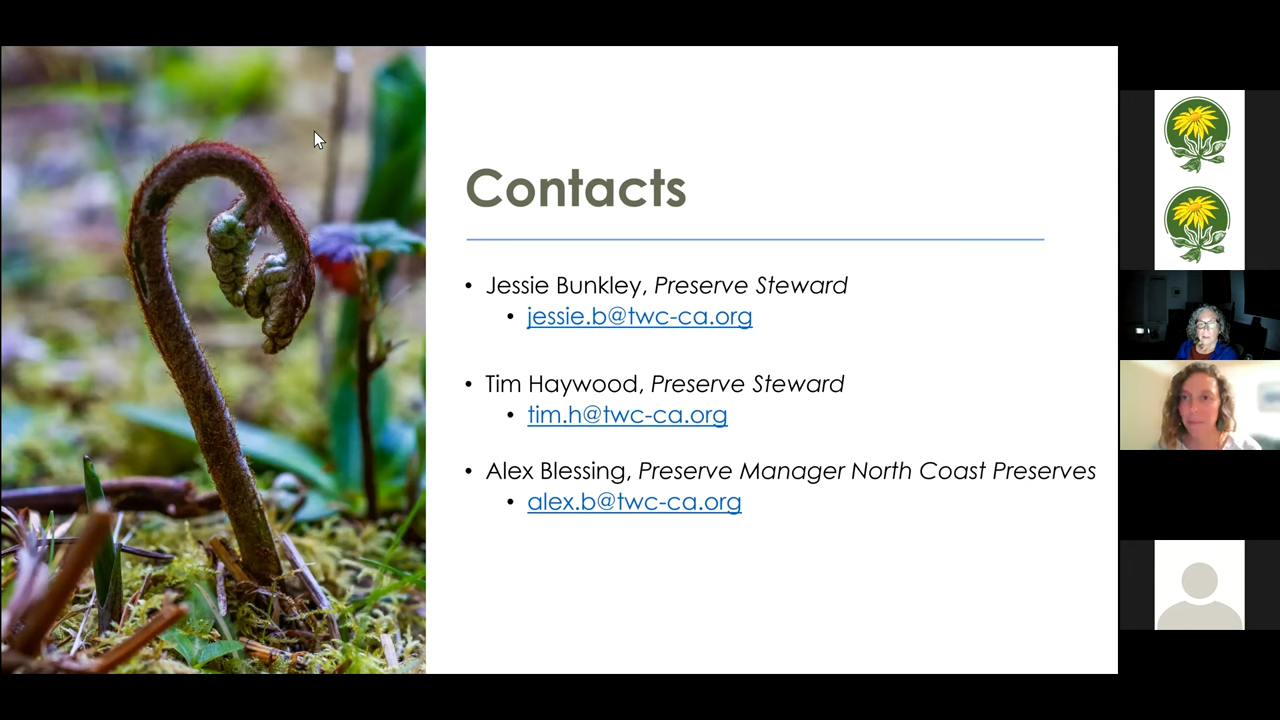 Contacts
• Jessie Bunkley, Preserve Steward
• jessie.b@twc-ca.org
• Tim Haywood, Preserve Steward
• tim.h@twc-ca.org
• Alex Blessing, Preserve Manager North Coast Preserves
• alex.b@twc-ca.org